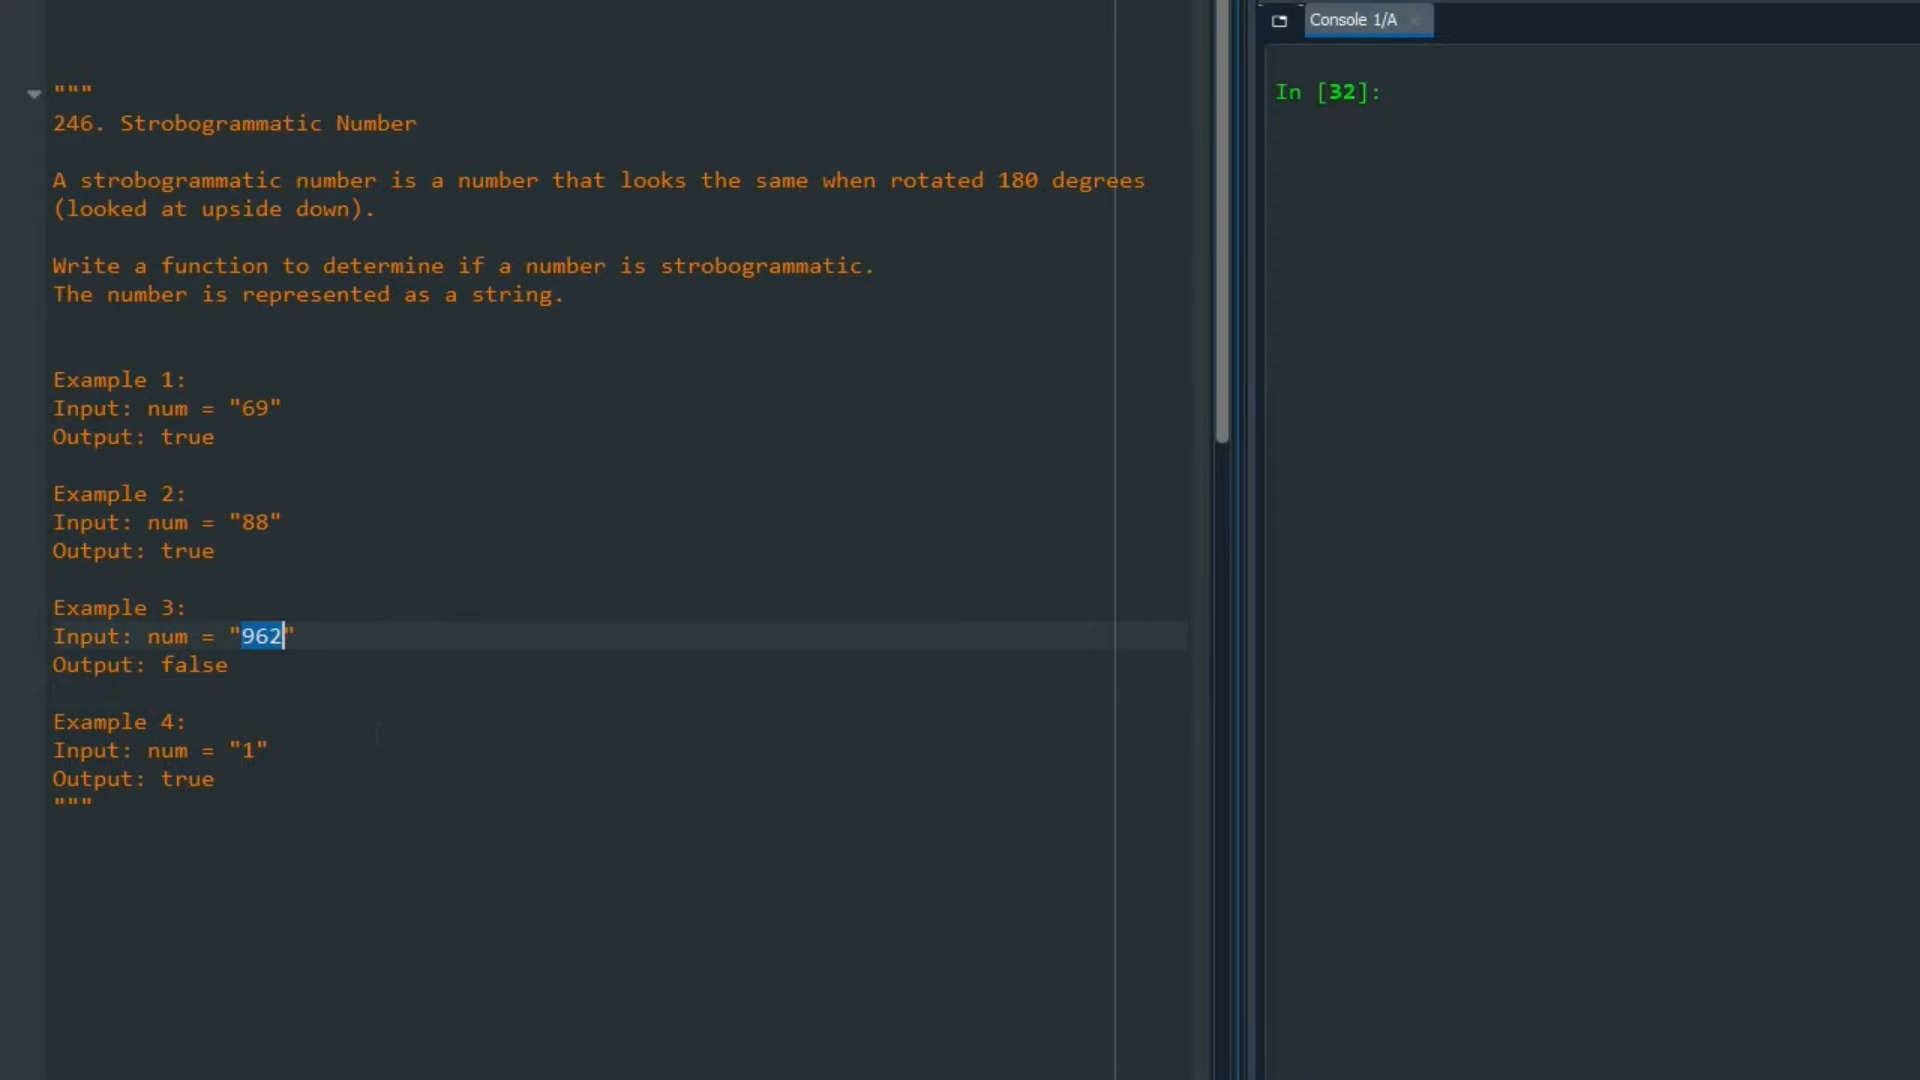 Console 1/A
"""
246. Strobogrammatic Number
A strobogrammatic number is a number that looks the same when rotated 180 degrees
(looked at upside down).
Write a function to determine if a number is strobogrammatic.
The number is represented as a string.
Example 1:
Input: num = "69"
Output: true
Example 2:
Input: num = "88"
Output: true
Example 3:
Input: num = "962"
Output: false
Example 4:
Input: num = "1"
Output: true
"""
In [32]: